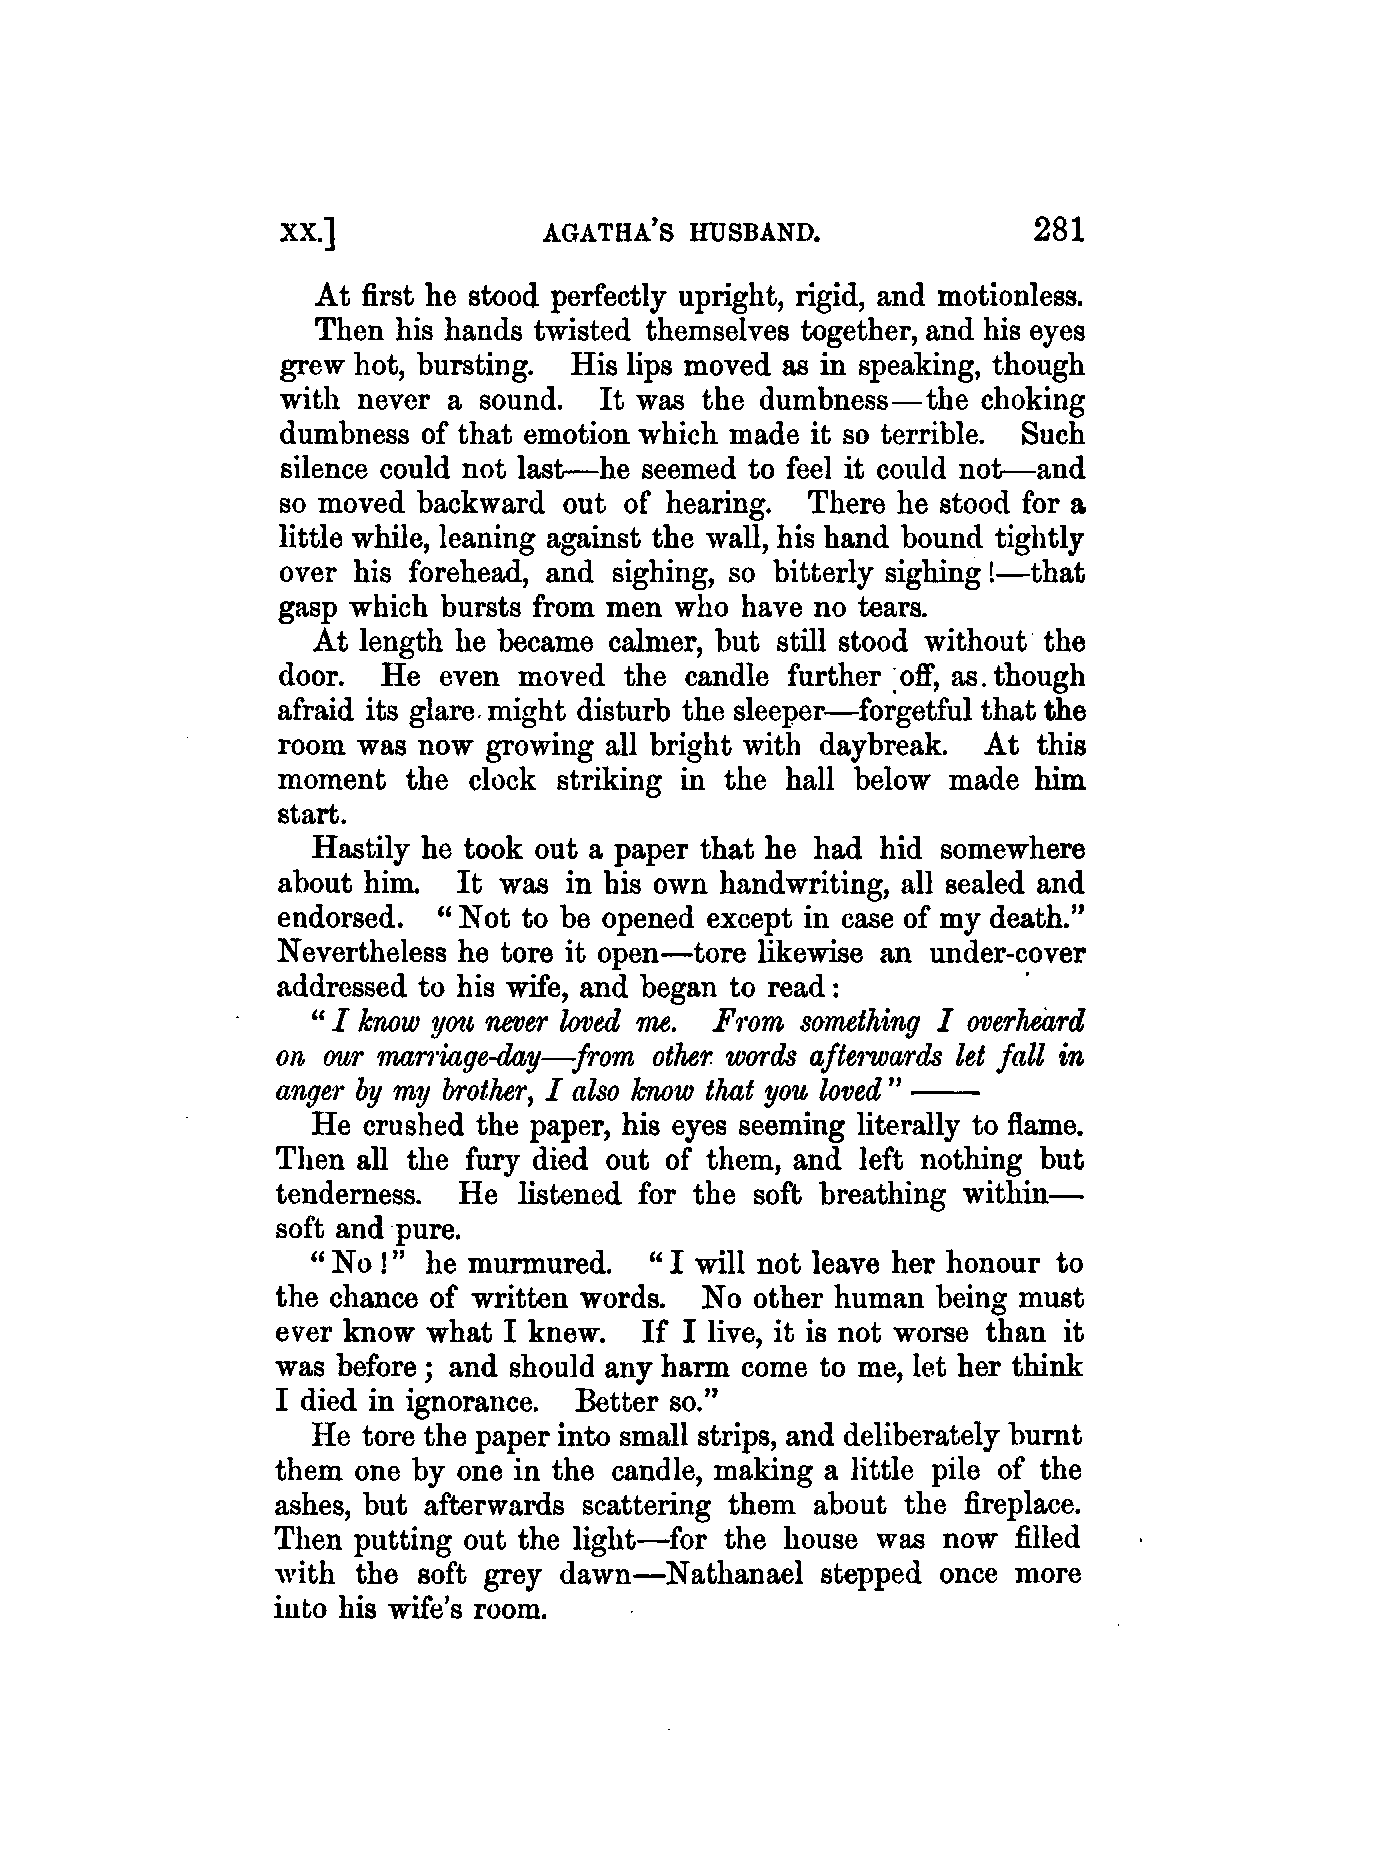 XX.] AGATHA'S HUSBAND. 281
At first he stood perfectly upright, rigid, and motionless.
Then his hands twisted themselves together, and his eyes
grew hot, bursting. His lips moved as in speaking, though
with never a sound. It was the dumbness—the choking
dumbness of that emotion which made it so terrible. Such
silence could not last—he seemed to feel it could not—and
so moved backward out of hearing. There he stood for a
little while, leaning against the wall, his hand bound tightly
over his forehead, and sighing, so bitterly sighing!—that
gasp which bursts from men who have no tears.
At length he became calmer, but still stood without the
door. He even moved the candle further off, as though
afraid its glare might disturb the sleeper—forgetful that the
room was now growing all bright with daybreak. At this
moment the clock striking in the hall below made him
start.
Hastily he took out a paper that he had hid somewhere
about him. It was in his own handwriting, all sealed and
endorsed. "Not to be opened except in case of my death."
Nevertheless he tore it open—tore likewise an under-cover
addressed to his wife, and began to read:
"I know you never loved me. From something I overheard
on our marriage-day—from other words afterwards let fall in
anger by my brother, I also know that you loved" ——
He crushed the paper, his eyes seeming literally to flame.
Then all the fury died out of them, and left nothing but
tenderness. He listened for the soft breathing within—
soft and pure.
"No!" he murmured. "I will not leave her honour to
the chance of written words. No other human being must
ever know what I knew. If I live, it is not worse than it
was before; and should any harm come to me, let her think
I died in ignorance. Better so."
He tore the paper into small strips, and deliberately burnt
them one by one in the candle, making a little pile of the
ashes, but afterwards scattering them about the fireplace.
Then putting out the light—for the house was now filled
with the soft grey dawn—Nathanael stepped once more
into his wife's room.